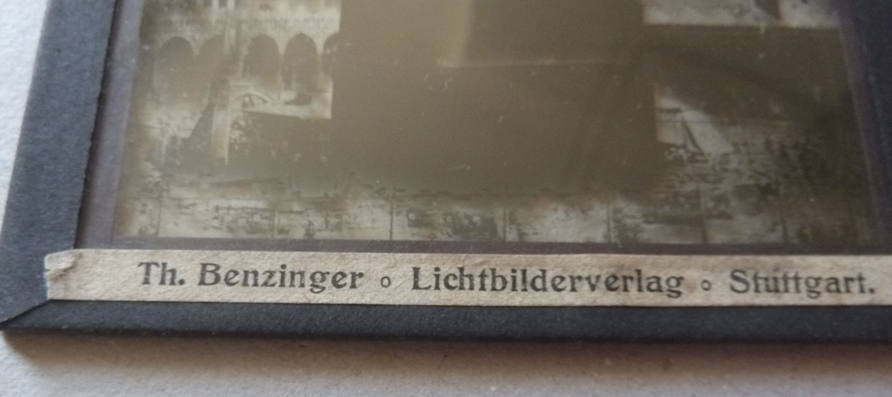 Th. Benzinger ∘ Lichtbilderverlag ∘ Stuttgart.